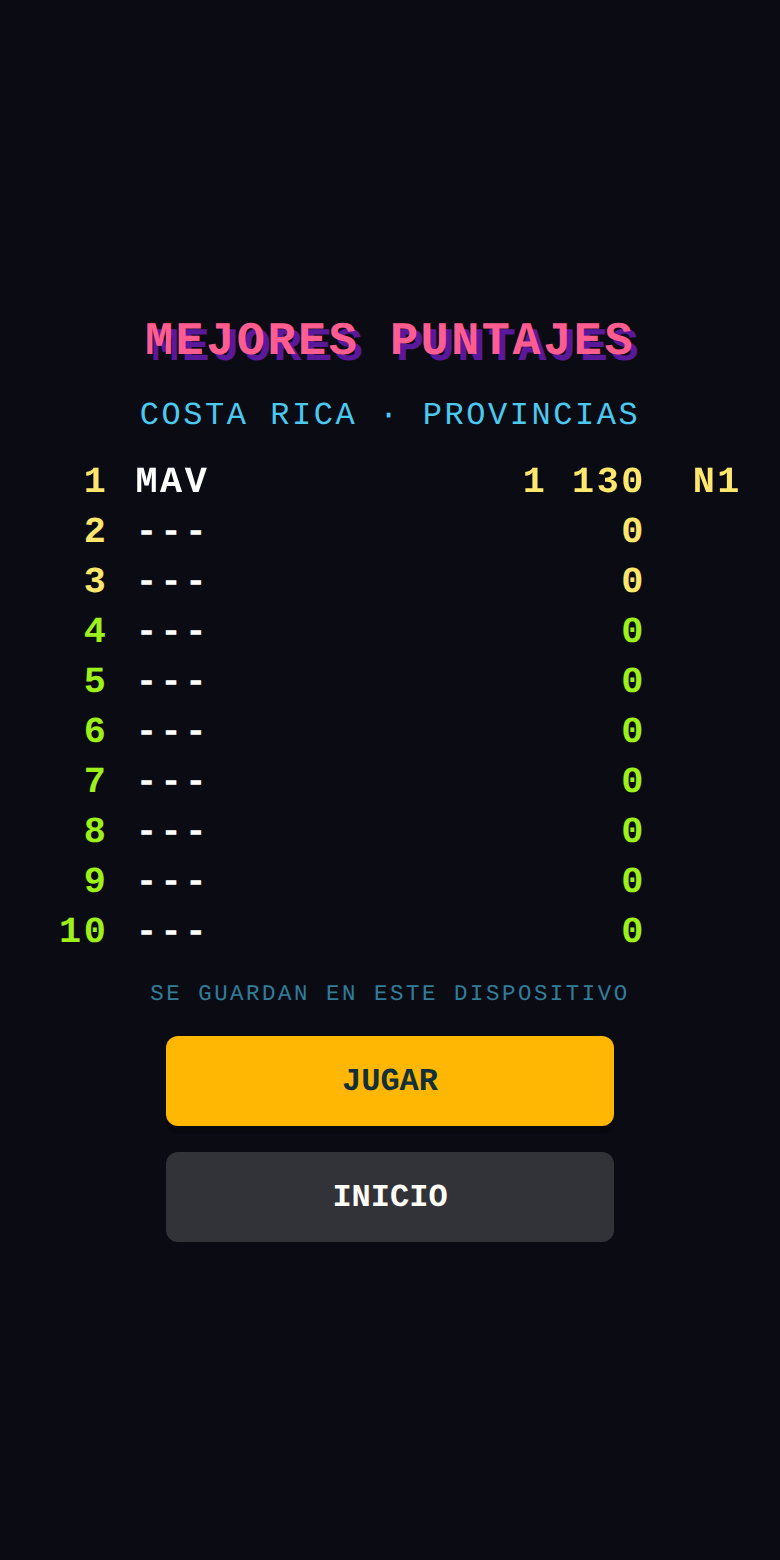 MEJORES PUNTAJES
COSTA RICA · PROVINCIAS
1 MAV 1 130 N1
2 --- 0
3 --- 0
4 --- 0
5 --- 0
6 --- 0
7 --- 0
8 --- 0
9 --- 0
10 --- 0
SE GUARDAN EN ESTE DISPOSITIVO
JUGAR
INICIO